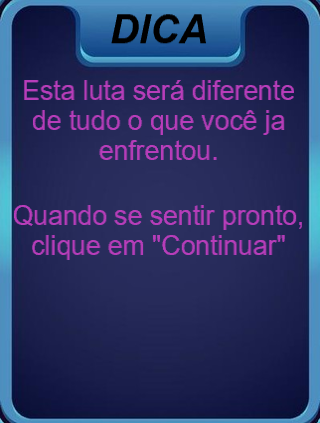 DICA
Esta luta será diferente
de tudo o que você ja
enfrentou.
Quando se sentir pronto,
clique em "Continuar"